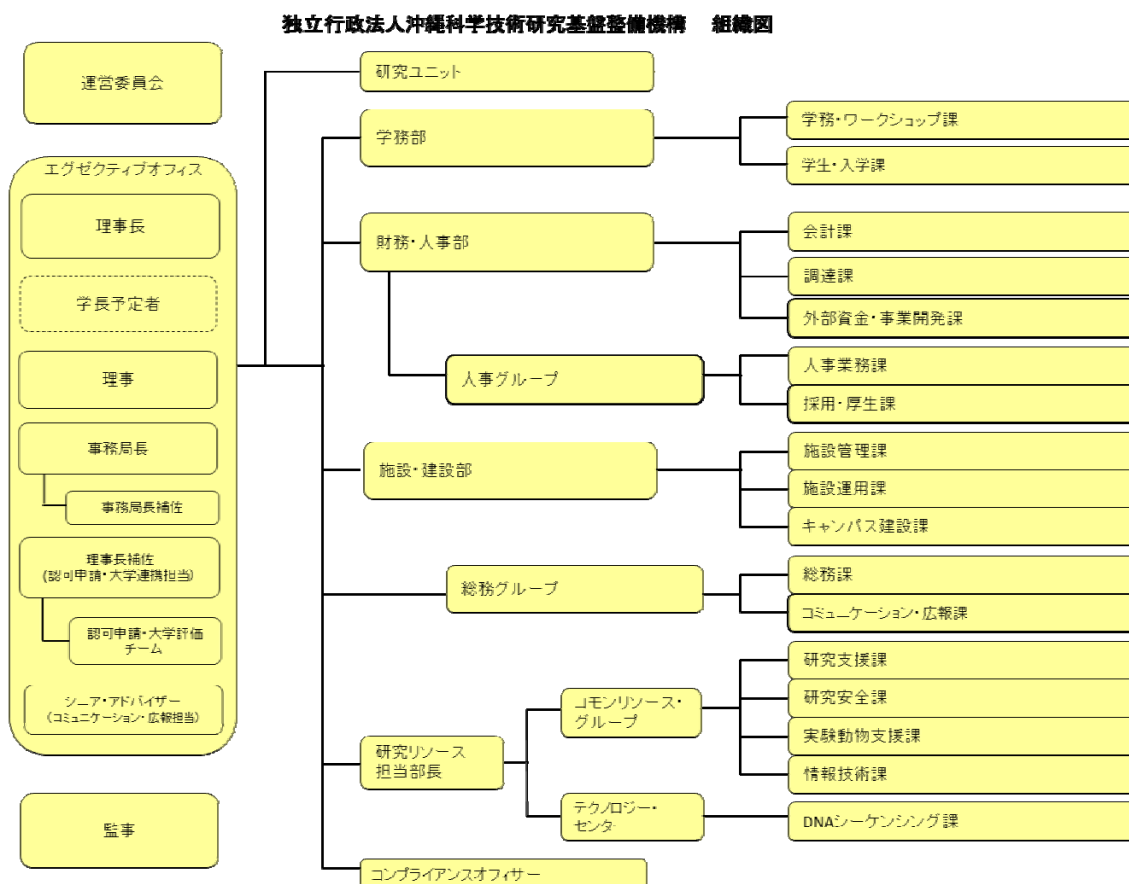 独立行政法人沖縄科学技術研究基盤整備機構　組織図
運営委員会
エグゼクティブオフィス
理事長
学長予定者
理事
事務局長
事務局長補佐
理事長補佐
(認可申請・大学連携担当)
認可申請・大学評価
チーム
シニア・アドバイザー
(コミュニケーション・広報担当)
監事
研究ユニット
学務部
学務・ワークショップ課
学生・入学課
財務・人事部
会計課
調達課
外部資金・事業開発課
人事グループ
人事業務課
採用・厚生課
施設・建設部
施設管理課
施設運用課
キャンパス建設課
総務グループ
総務課
コミュニケーション・広報課
研究リソース
担当部長
コモンリソース・
グループ
研究支援課
研究安全課
実験動物支援課
情報技術課
テクノロジー・
センタ
DNAシーケンシング課
コンプライアンスオフィサー